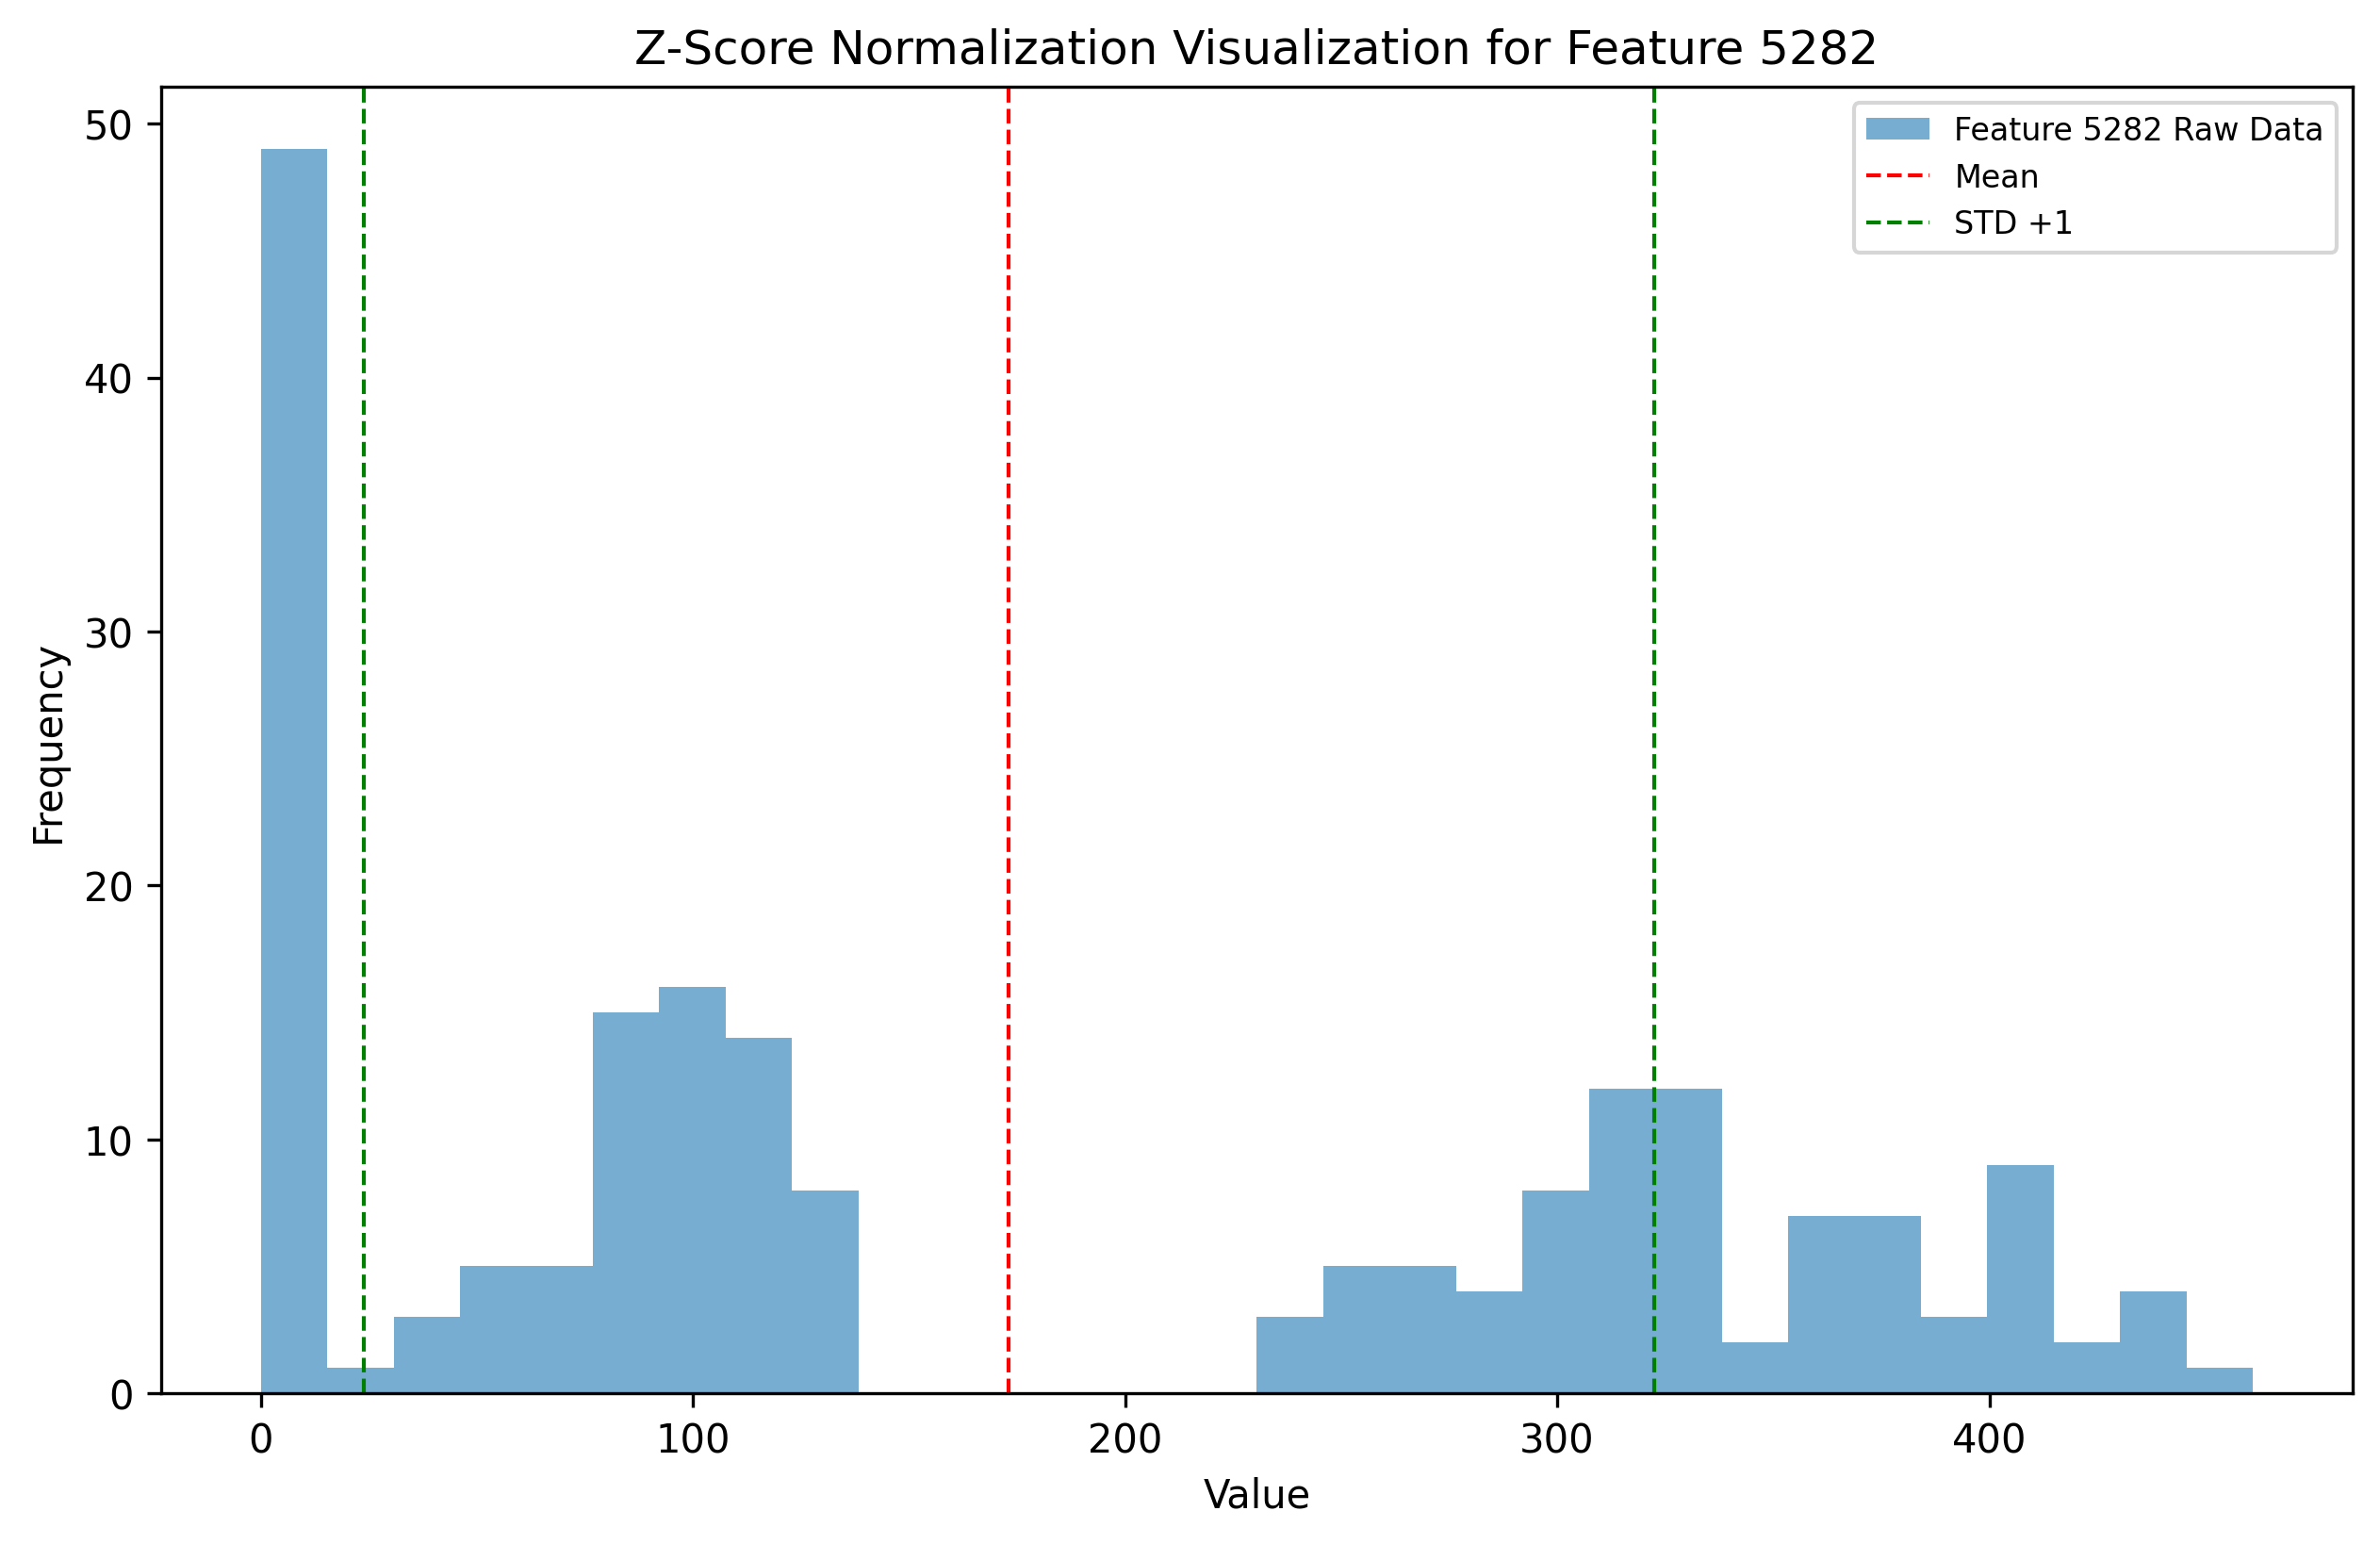 Z-Score Normalization Visualization for Feature 5282
Feature 5282 Raw Data
Mean
STD +1
50
40
30
20
10
0
Frequency
0 100 200 300 400
Value